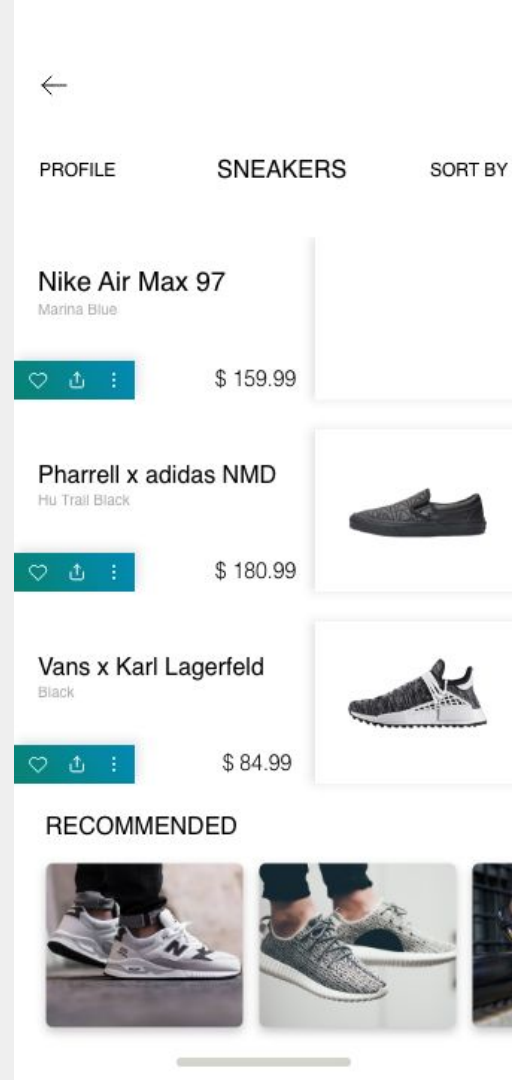 PROFILE
SNEAKERS
SORT BY
Nike Air Max 97
Marina Blue
$ 159.99
Pharrell x adidas NMD
Hu Trail Black
$ 180.99
Vans x Karl Lagerfeld
Black
$ 84.99
RECOMMENDED
N